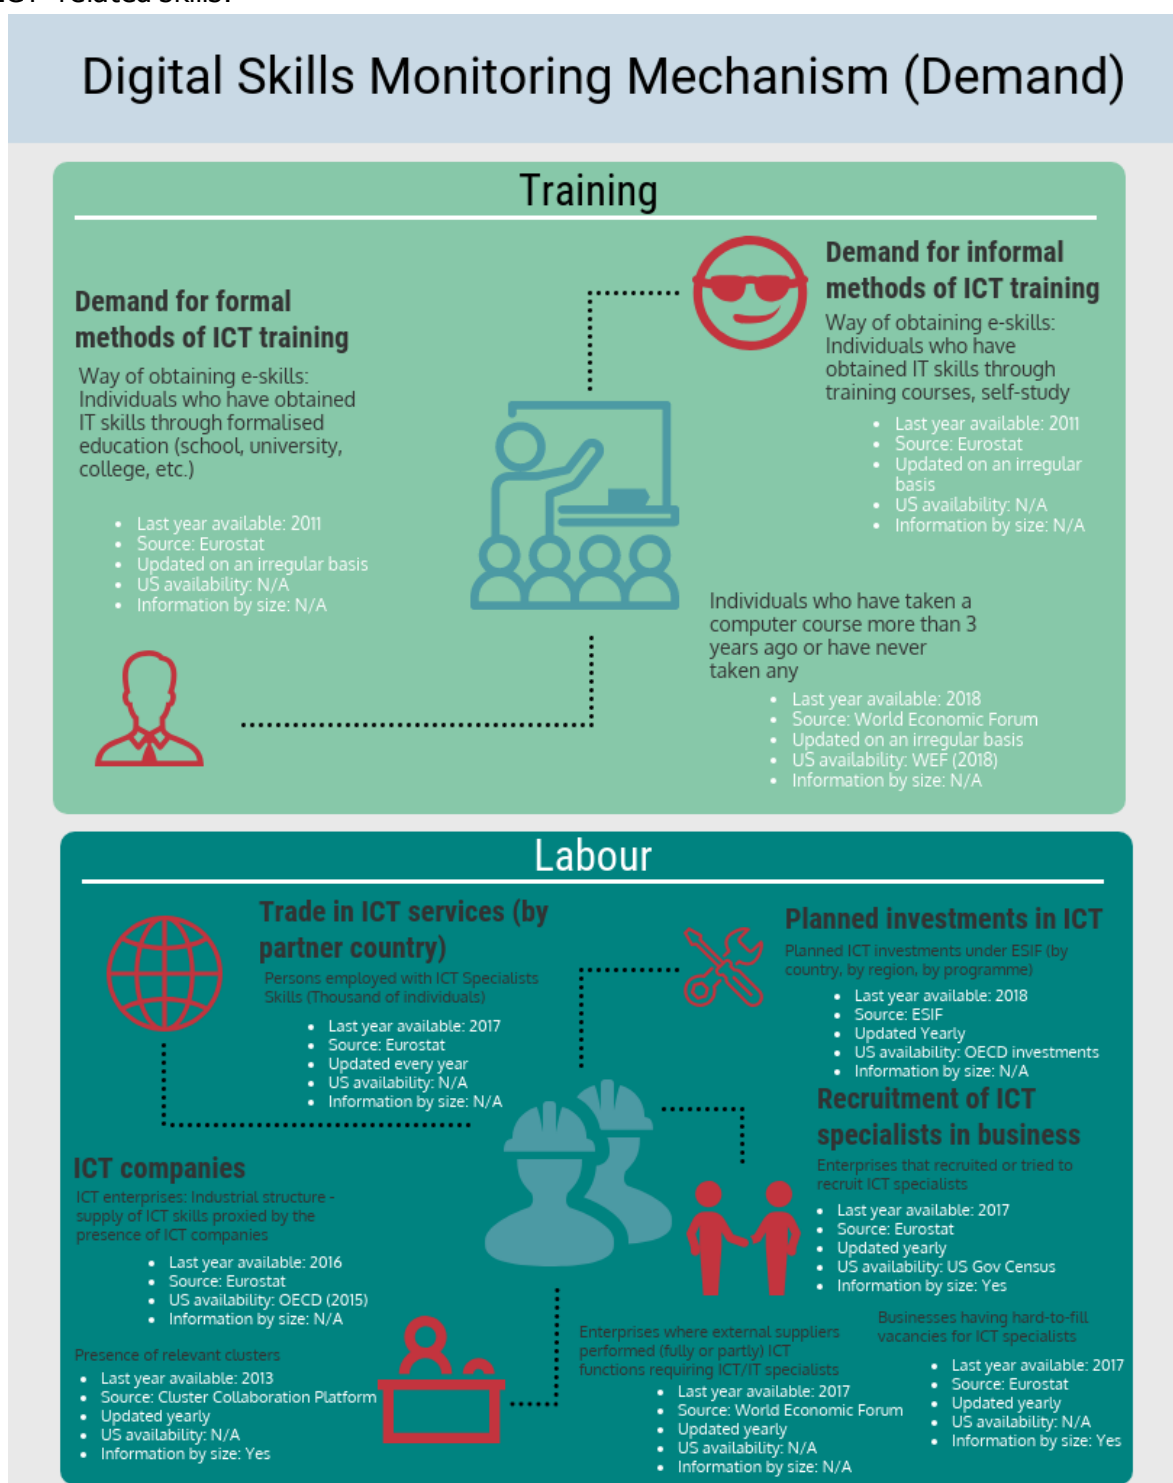 Digital Skills Monitoring Mechanism (Demand)
Training
Demand for formal
methods of ICT training
Way of obtaining e-skills:
Individuals who have obtained
IT skills through formalised
education (school, university,
college, etc.)
• Last year available: 2011
• Source: Eurostat
• Updated on an irregular basis
• US availability: N/A
• Information by size: N/A
Demand for informal
methods of ICT training
Way of obtaining e-skills:
Individuals who have
obtained IT skills through
training courses, self-study
• Last year available: 2011
• Source: Eurostat
• Updated on an irregular
basis
• US availability: N/A
• Information by size: N/A
Individuals who have taken a
computer course more than 3
years ago or have never
taken any
• Last year available: 2018
• Source: World Economic Forum
• Updated on an irregular basis
• US availability: WEF (2018)
• Information by size: N/A
Labour
Trade in ICT services (by
partner country)
Persons employed with ICT Specialists
Skills (Thousand of individuals)
• Last year available: 2017
• Source: Eurostat
• Updated every year
• US availability: N/A
• Information by size: N/A
Planned investments in ICT
Planned ICT investments under ESIF (by
country, by region, by programme)
• Last year available: 2018
• Source: ESIF
• Updated Yearly
• US availability: OECD investments
• Information by size: N/A
Recruitment of ICT
specialists in business
Enterprises that recruited or tried to
recruit ICT specialists
• Last year available: 2017
• Source: Eurostat
• Updated yearly
• US availability: US Gov Census
• Information by size: Yes
ICT companies
ICT enterprises: Industrial structure -
supply of ICT skills proxied by the
presence of ICT companies
• Last year available: 2016
• Source: Eurostat
• US availability: OECD (2015)
• Information by size: N/A
Presence of relevant clusters
• Last year available: 2013
• Source: Cluster Collaboration Platform
• Updated yearly
• US availability: N/A
• Information by size: Yes
Enterprises where external suppliers
performed (fully or partly) ICT
functions requiring ICT/IT specialists
• Last year available: 2017
• Source: World Economic Forum
• Updated yearly
• US availability: N/A
• Information by size: N/A
Businesses having hard-to-fill
vacancies for ICT specialists
• Last year available: 2017
• Source: Eurostat
• Updated yearly
• US availability: N/A
• Information by size: Yes